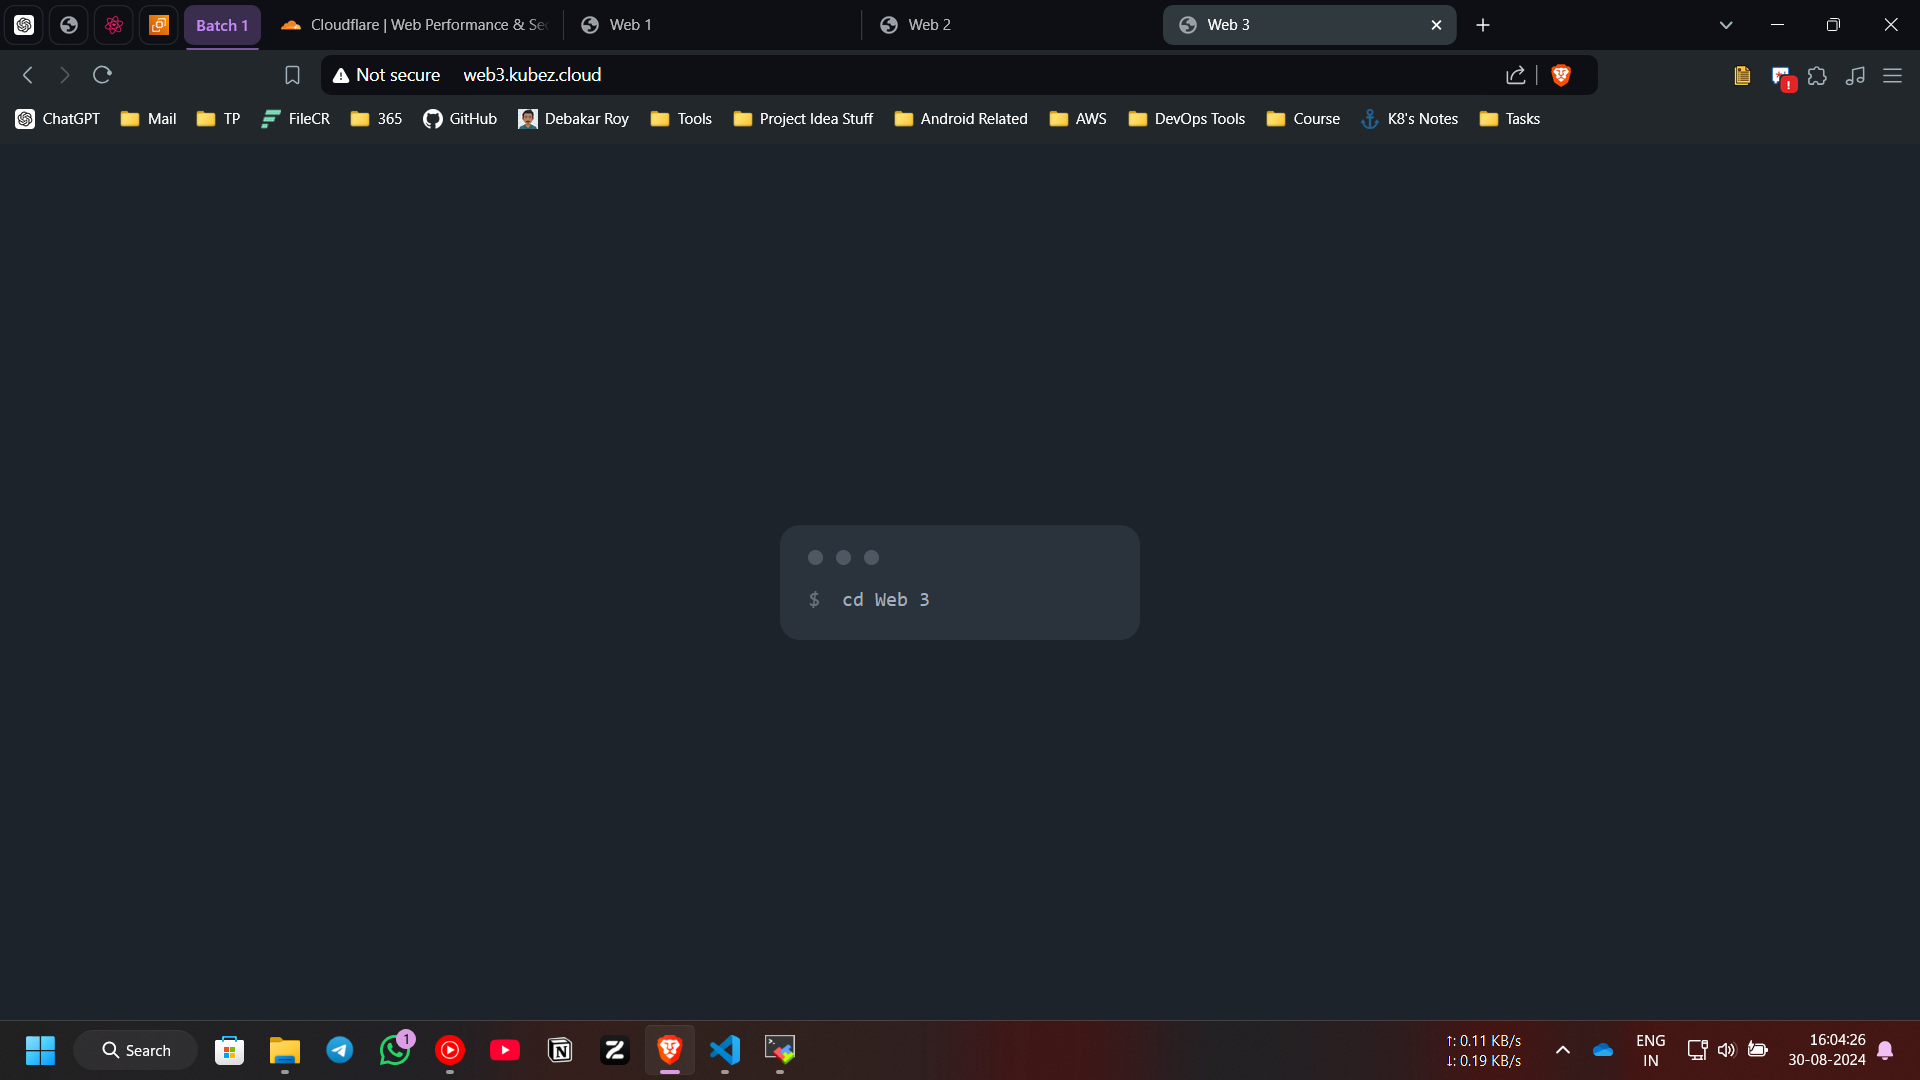 Batch 1
Cloudflare | Web Performance & Sec
Web 1
Web 2
Web 3
Not secure
web3.kubez.cloud
ChatGPT
Mail
TP
FileCR
365
GitHub
Debakar Roy
Tools
Project Idea Stuff
Android Related
AWS
DevOps Tools
Course
K8's Notes
Tasks
$ cd Web 3
Search
1
↑: 0.11 KB/s
↓: 0.19 KB/s
ENG
IN
16:04:26
30-08-2024